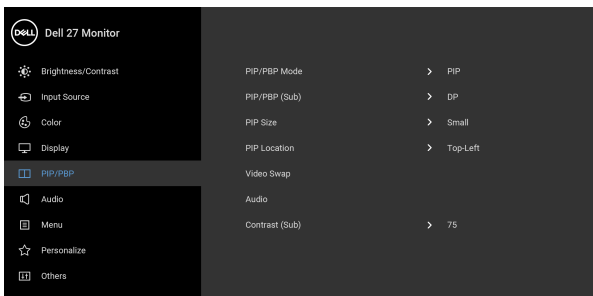 DELL Dell 27 Monitor
Brightness/Contrast PIP/PBP Mode PIP
Input Source PIP/PBP (Sub) DP
Color PIP Size Small
Display PIP Location Top-Left
PIP/PBP Video Swap
Audio Audio
Menu Contrast (Sub) 75
Personalize
Others